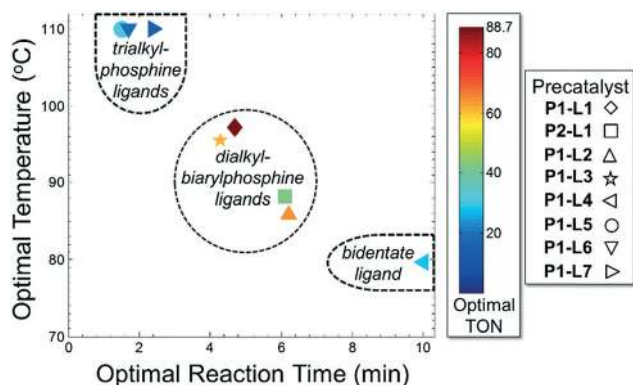 Optimal Temperature (°C)
110
100
90
80
70
trialkyl-
phosphine
ligands
dialkyl-
biarylphosphine
ligands
bidentate
ligand
0
2
4
6
8
10
Optimal Reaction Time (min)
88.7
80
60
40
20
Optimal
TON
Precatalyst
P1-L1
P2-L1
P1-L2
P1-L3
P1-L4
P1-L5
P1-L6
P1-L7